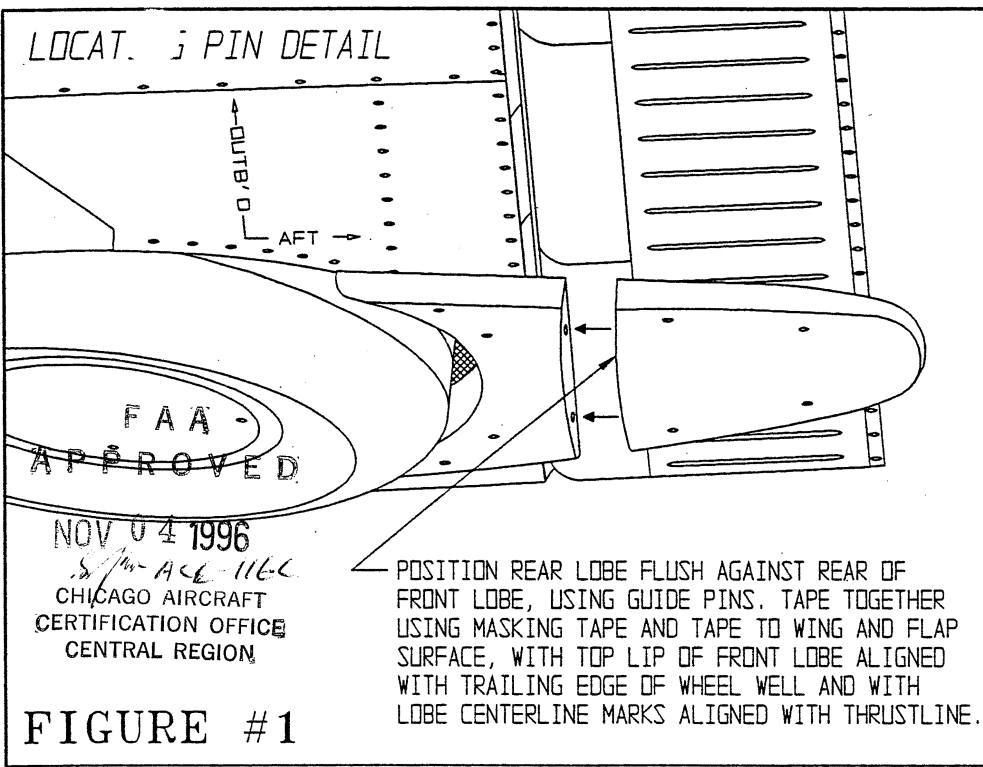 LOCAT. PIN DETAIL
OUTB'D
AFT
FAA
APPROVED
NOV 04 1996
CHICAGO AIRCRAFT
CERTIFICATION OFFICE
CENTRAL REGION
POSITION REAR LOBE FLUSH AGAINST REAR OF
FRONT LOBE, USING GUIDE PINS. TAPE TOGETHER
USING MASKING TAPE AND TAPE TO WING AND FLAP
SURFACE, WITH TOP LIP OF FRONT LOBE ALIGNED
WITH TRAILING EDGE OF WHEEL WELL AND WITH
LOBE CENTERLINE MARKS ALIGNED WITH THRUSTLINE.
FIGURE #1